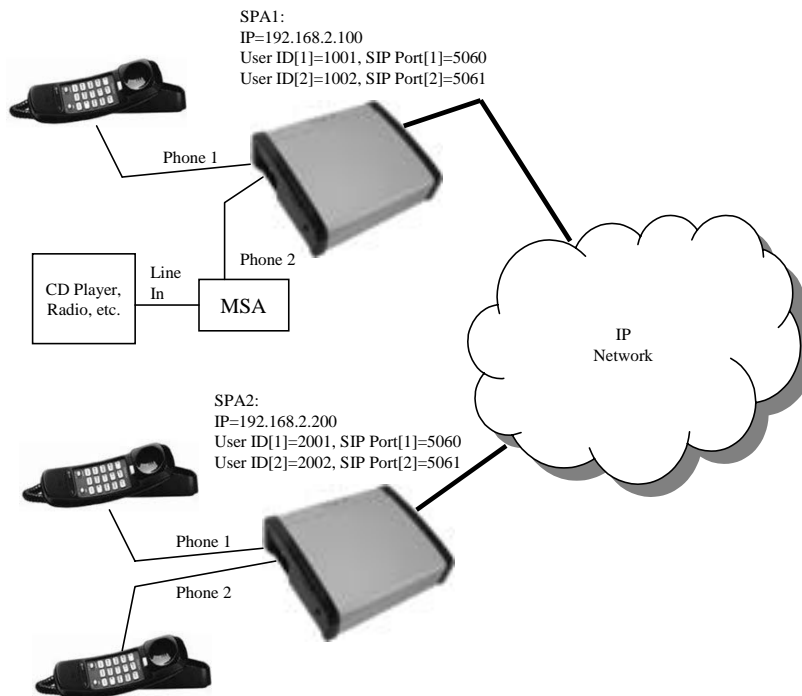 SPA1:
IP=192.168.2.100
User ID[1]=1001, SIP Port[1]=5060
User ID[2]=1002, SIP Port[2]=5061
Phone 1
Phone 2
CD Player,
Radio, etc.
Line
In
MSA
IP
Network
SPA2:
IP=192.168.2.200
User ID[1]=2001, SIP Port[1]=5060
User ID[2]=2002, SIP Port[2]=5061
Phone 1
Phone 2